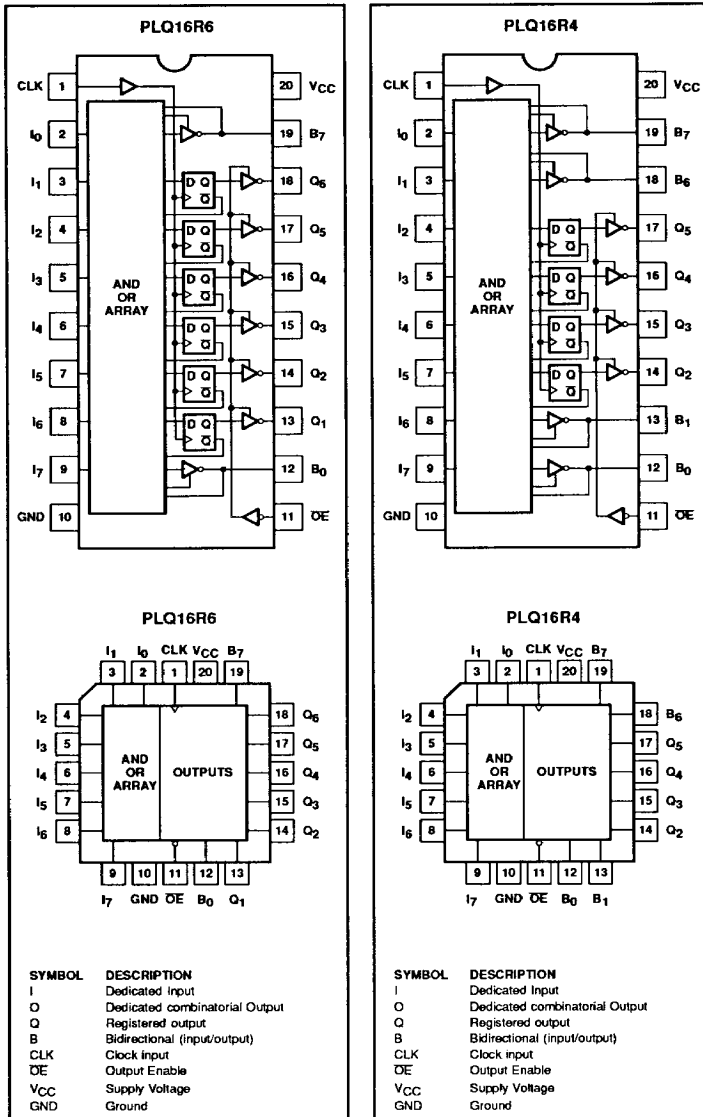 PLQ16R6
CLK 1 20 VCC
I0 2 19 B7
I1 3 D Q Q̅ 18 Q6
I2 4 D Q Q̅ 17 Q5
I3 5 D Q Q̅ 16 Q4
AND
OR
ARRAY
I4 6 D Q Q̅ 15 Q3
I5 7 D Q Q̅ 14 Q2
I6 8 D Q Q̅ 13 Q1
I7 9 12 B0
GND 10 11 O̅E̅
PLQ16R6
I1 I0 CLK VCC B7
3 2 1 20 19
I2 4 18 Q6
I3 5 17 Q5
I4 6 AND OR ARRAY OUTPUTS 16 Q4
I5 7 15 Q3
I6 8 14 Q2
9 10 11 12 13
I7 GND O̅E̅ B0 Q1
SYMBOL DESCRIPTION
I Dedicated Input
O Dedicated combinatorial Output
Q Registered output
B Bidirectional (input/output)
CLK Clock input
O̅E̅ Output Enable
VCC Supply Voltage
GND Ground
PLQ16R4
CLK 1 20 VCC
I0 2 19 B7
I1 3 18 B6
I2 4 D Q Q̅ 17 Q5
I3 5 D Q Q̅ 16 Q4
AND
OR
ARRAY
I4 6 D Q Q̅ 15 Q3
I5 7 D Q Q̅ 14 Q2
I6 8 13 B1
I7 9 12 B0
GND 10 11 O̅E̅
PLQ16R4
I1 I0 CLK VCC B7
3 2 1 20 19
I2 4 18 B6
I3 5 17 Q5
I4 6 AND OR ARRAY OUTPUTS 16 Q4
I5 7 15 Q3
I6 8 14 Q2
9 10 11 12 13
I7 GND O̅E̅ B0 B1
SYMBOL DESCRIPTION
I Dedicated Input
O Dedicated combinatorial Output
Q Registered output
B Bidirectional (input/output)
CLK Clock input
O̅E̅ Output Enable
VCC Supply Voltage
GND Ground